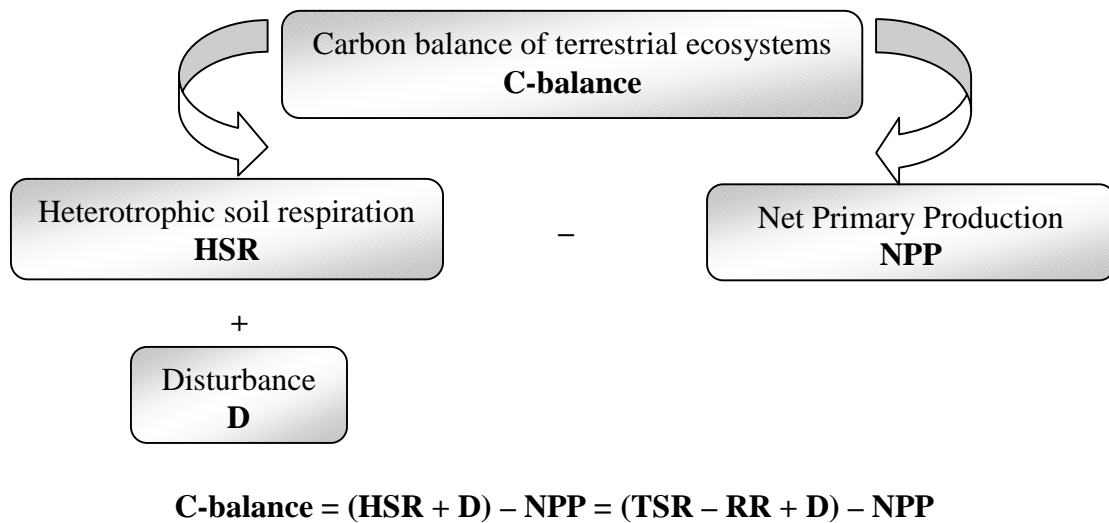 Carbon balance of terrestrial ecosystems
C-balance
Heterotrophic soil respiration
HSR
–
Net Primary Production
NPP
+
Disturbance
D
C-balance = (HSR + D) – NPP = (TSR – RR + D) – NPP